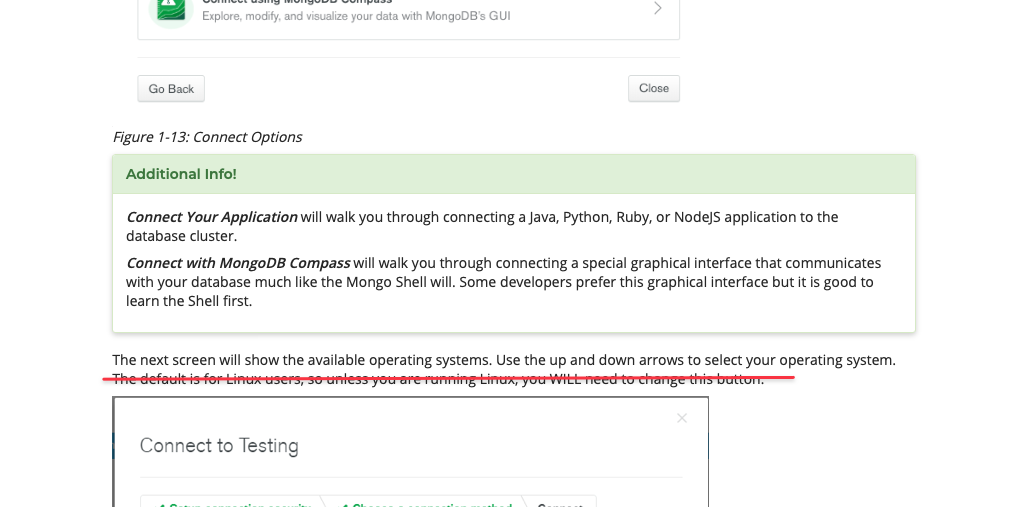 Connect using MongoDB Compass
Explore, modify, and visualize your data with MongoDB's GUI
Go Back
Close
Figure 1-13: Connect Options
Additional Info!
Connect Your Application will walk you through connecting a Java, Python, Ruby, or NodeJS application to the
database cluster.
Connect with MongoDB Compass will walk you through connecting a special graphical interface that communicates
with your database much like the Mongo Shell will. Some developers prefer this graphical interface but it is good to
learn the Shell first.
The next screen will show the available operating systems. Use the up and down arrows to select your operating system.
The default is for Linux users, so unless you are running Linux, you WILL need to change this button.
Connect to Testing
Setup connection security
Choose a connection method
Connect